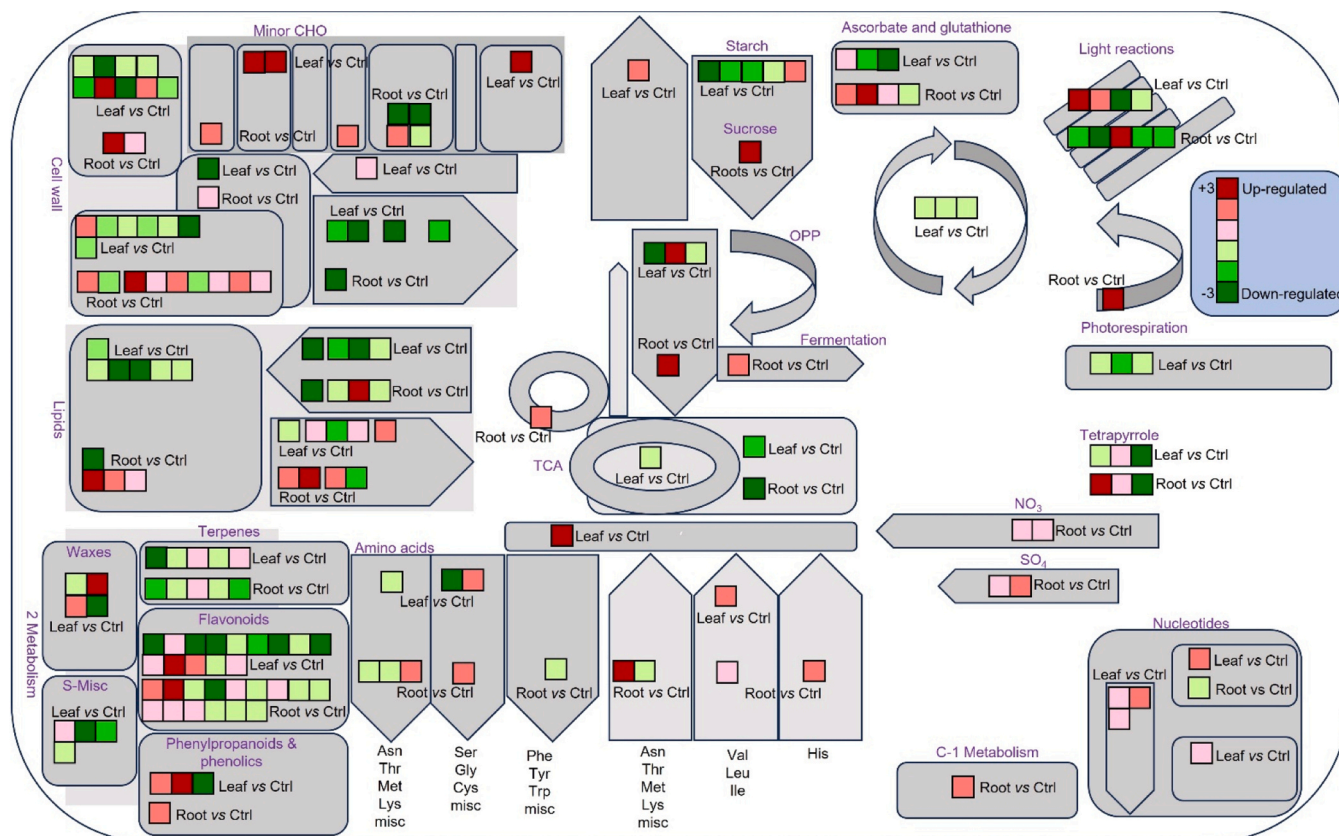 Minor CHO
Leaf vs Ctrl
Leaf vs Ctrl
Leaf vs Ctrl
Root vs Ctrl
Root vs Ctrl
Root vs Ctrl
Cell wall
Leaf vs Ctrl
Root vs Ctrl
Leaf vs Ctrl
Leaf vs Ctrl
Leaf vs Ctrl
Root vs Ctrl
Root vs Ctrl
Leaf vs Ctrl
Starch
Leaf vs Ctrl
Sucrose
Roots vs Ctrl
Ascorbate and glutathione
Leaf vs Ctrl
Root vs Ctrl
Light reactions
Leaf vs Ctrl
Root vs Ctrl
+3 Up-regulated
-3 Down-regulated
Leaf vs Ctrl
OPP
Leaf vs Ctrl
Root vs Ctrl
Root vs Ctrl
Photorespiration
Leaf vs Ctrl
Fermentation
Root vs Ctrl
Lipids
Leaf vs Ctrl
Root vs Ctrl
Leaf vs Ctrl
Root vs Ctrl
Leaf vs Ctrl
Root vs Ctrl
Root vs Ctrl
TCA
Leaf vs Ctrl
Leaf vs Ctrl
Root vs Ctrl
Tetrapyrrole
Leaf vs Ctrl
Root vs Ctrl
NO3
Root vs Ctrl
SO4
Root vs Ctrl
2 Metabolism
Waxes
Leaf vs Ctrl
S-Misc
Leaf vs Ctrl
Terpenes
Leaf vs Ctrl
Root vs Ctrl
Flavonoids
Leaf vs Ctrl
Root vs Ctrl
Phenylpropanoids &
phenolics
Leaf vs Ctrl
Root vs Ctrl
Amino acids
Leaf vs Ctrl
Leaf vs Ctrl
Leaf vs Ctrl
Root vs Ctrl
Root vs Ctrl
Root vs Ctrl
Root vs Ctrl
Asn
Thr
Met
Lys
misc
Ser
Gly
Cys
misc
Phe
Tyr
Trp
misc
Asn
Thr
Met
Lys
misc
Val
Leu
Ile
His
Nucleotides
Leaf vs Ctrl
Leaf vs Ctrl
Root vs Ctrl
Leaf vs Ctrl
C-1 Metabolism
Root vs Ctrl